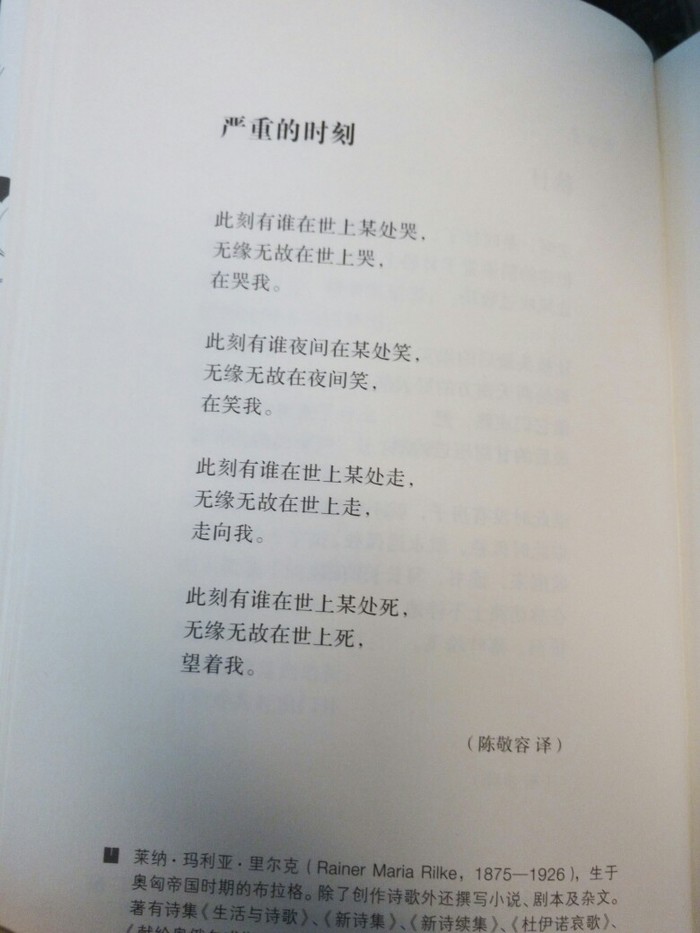 严重的时刻
此刻有谁在世上某处哭，
无缘无故在世上哭，
在哭我。
此刻有谁夜间在某处笑，
无缘无故在夜间笑，
在笑我。
此刻有谁在世上某处走，
无缘无故在世上走，
走向我。
此刻有谁在世上某处死，
无缘无故在世上死，
望着我。
（陈敬容 译）
莱纳·玛利亚·里尔克（Rainer Maria Rilke，1875—1926），生于
奥匈帝国时期的布拉格。除了创作诗歌外还撰写小说、剧本及杂文。
著有诗集《生活与诗歌》、《新诗集》、《新诗续集》、《杜伊诺哀歌》、